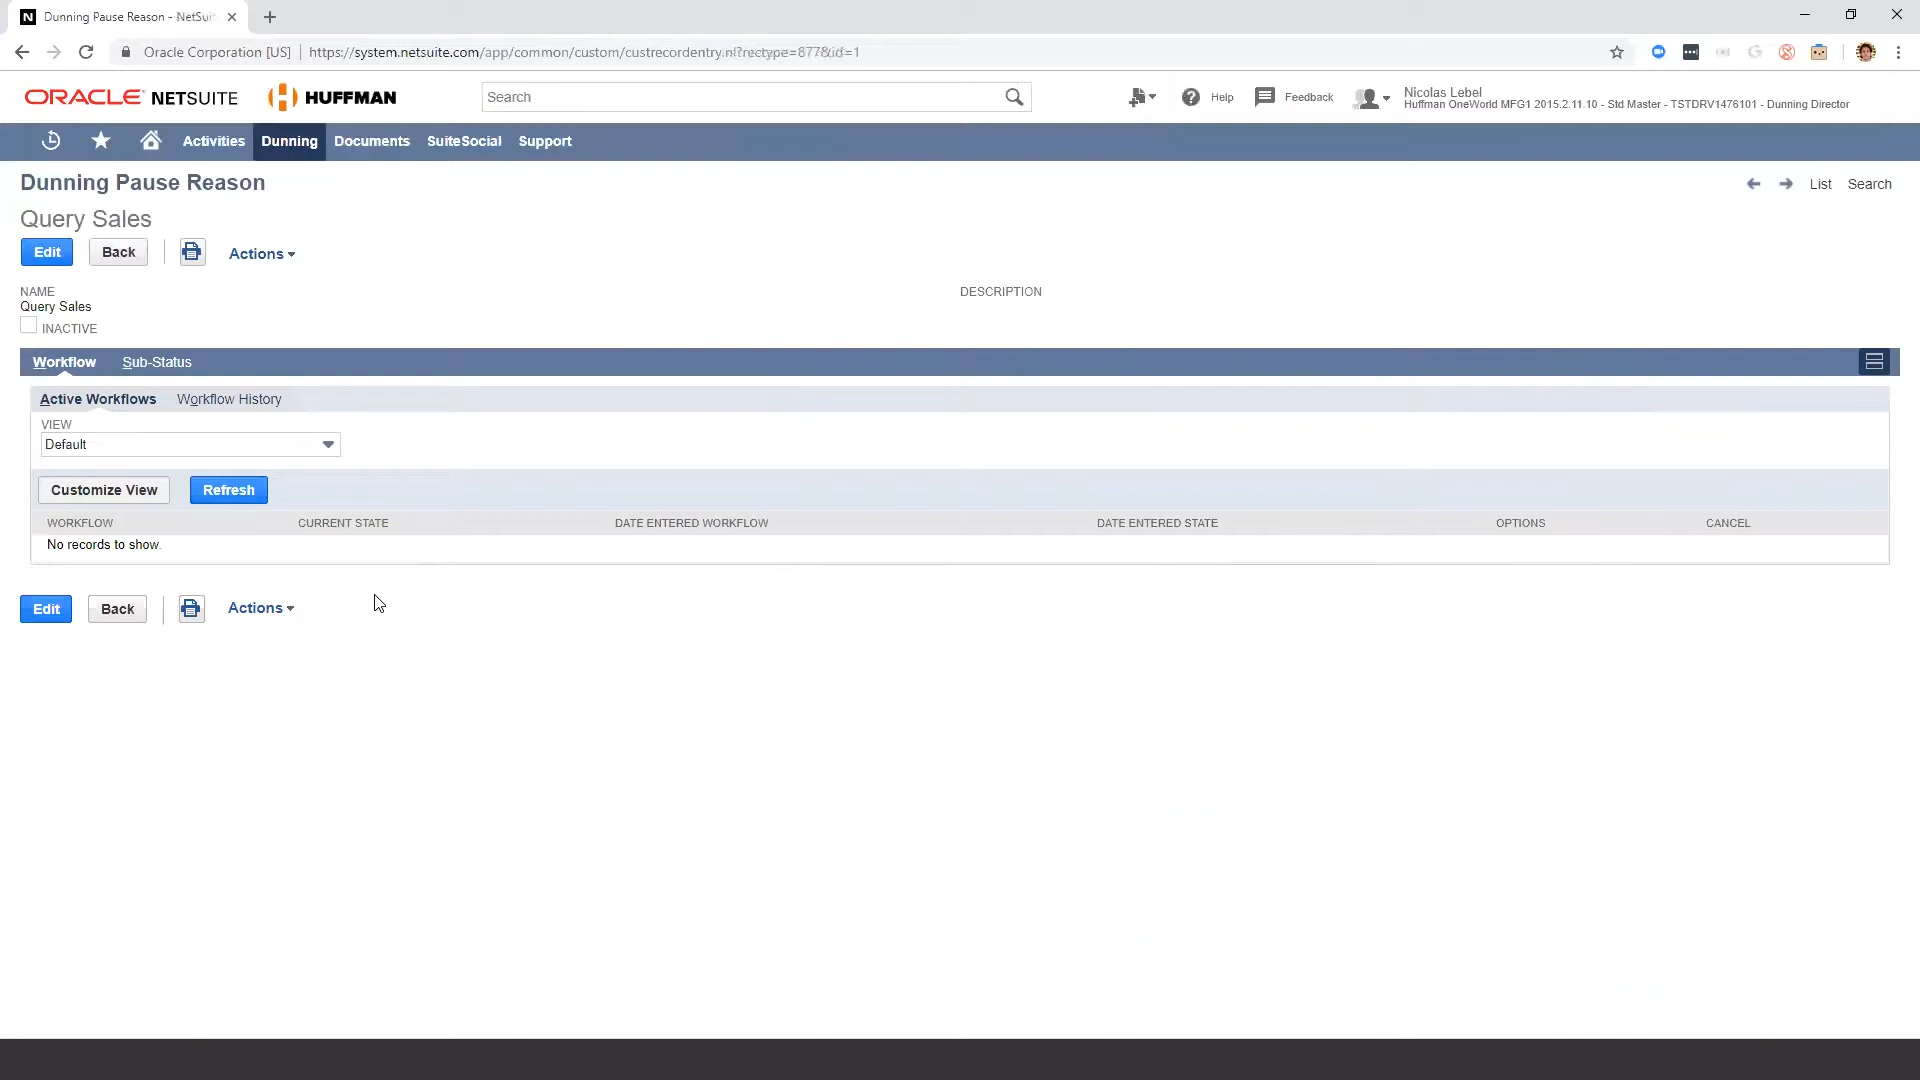 Dunning Pause Reason - NetSuit
Oracle Corporation [US] https://system.netsuite.com/app/common/custom/custrecordentry.nl?rectype=877&id=1
ORACLE NETSUITE HUFFMAN Search Help Feedback Nicolas Lebel
Huffman OneWorld MFG1 2015.2.11.10 - Std Master - TSTDRV1476101 - Dunning Director
Activities Dunning Documents SuiteSocial Support
Dunning Pause Reason List Search
Query Sales
Edit Back Actions
NAME DESCRIPTION
Query Sales
INACTIVE
Workflow Sub-Status
Active Workflows Workflow History
VIEW
Default
Customize View Refresh
WORKFLOW CURRENT STATE DATE ENTERED WORKFLOW DATE ENTERED STATE OPTIONS CANCEL
No records to show.
Edit Back Actions